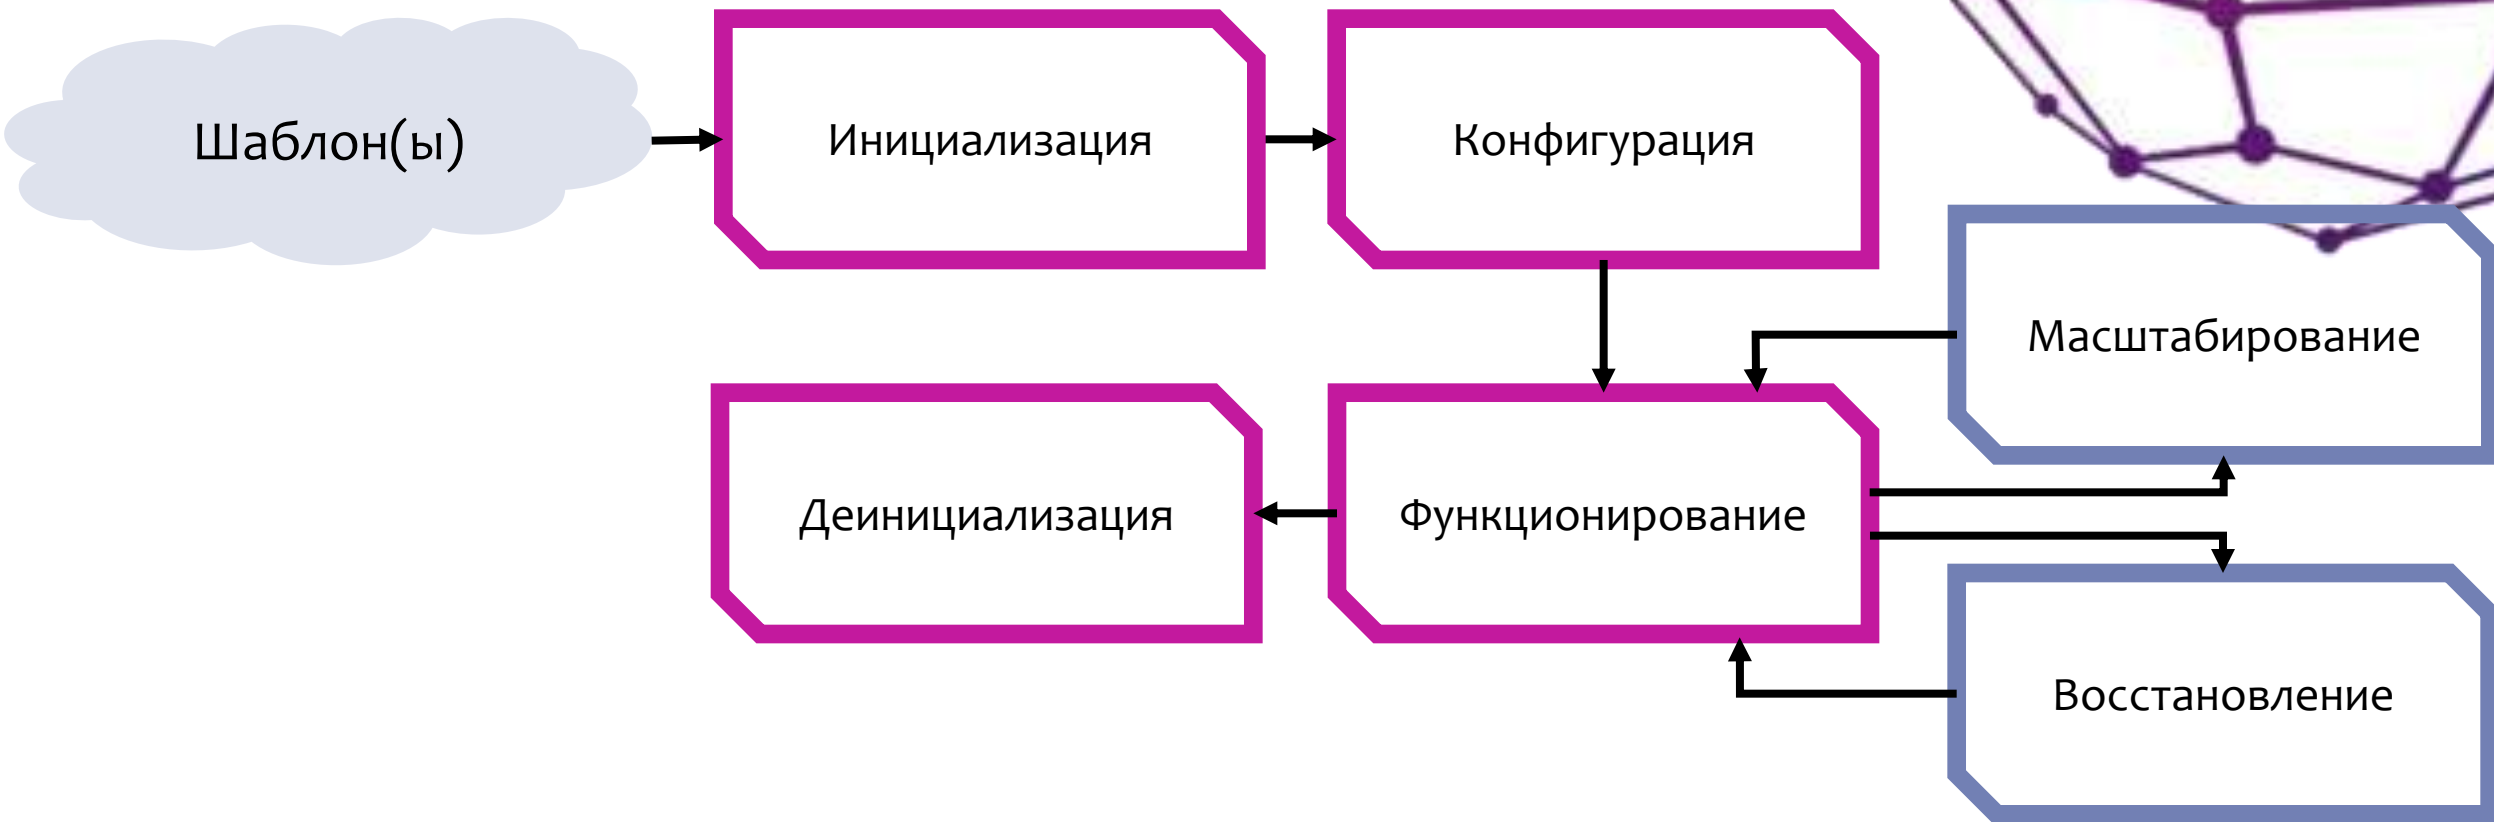 Шаблон(ы)
Инициализация
Конфигурация
Масштабирование
Деинициализация
Функционирование
Восстановление